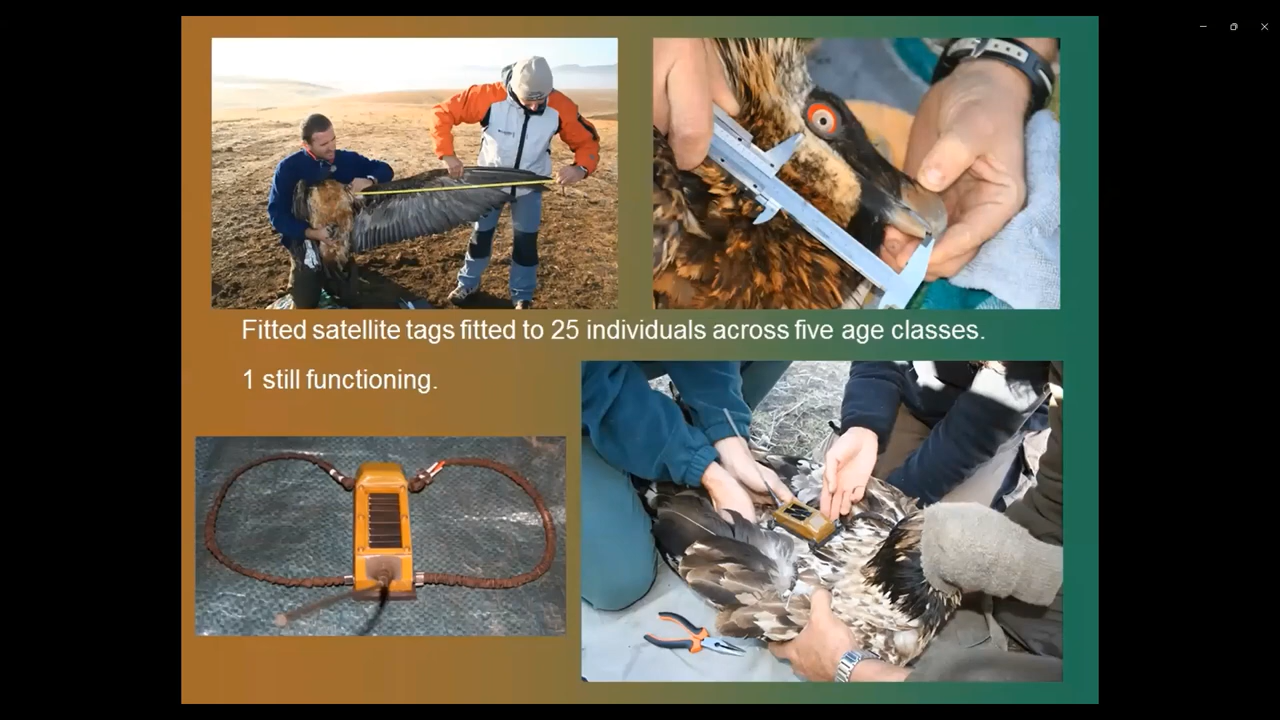 Fitted satellite tags fitted to 25 individuals across five age classes.
1 still functioning.